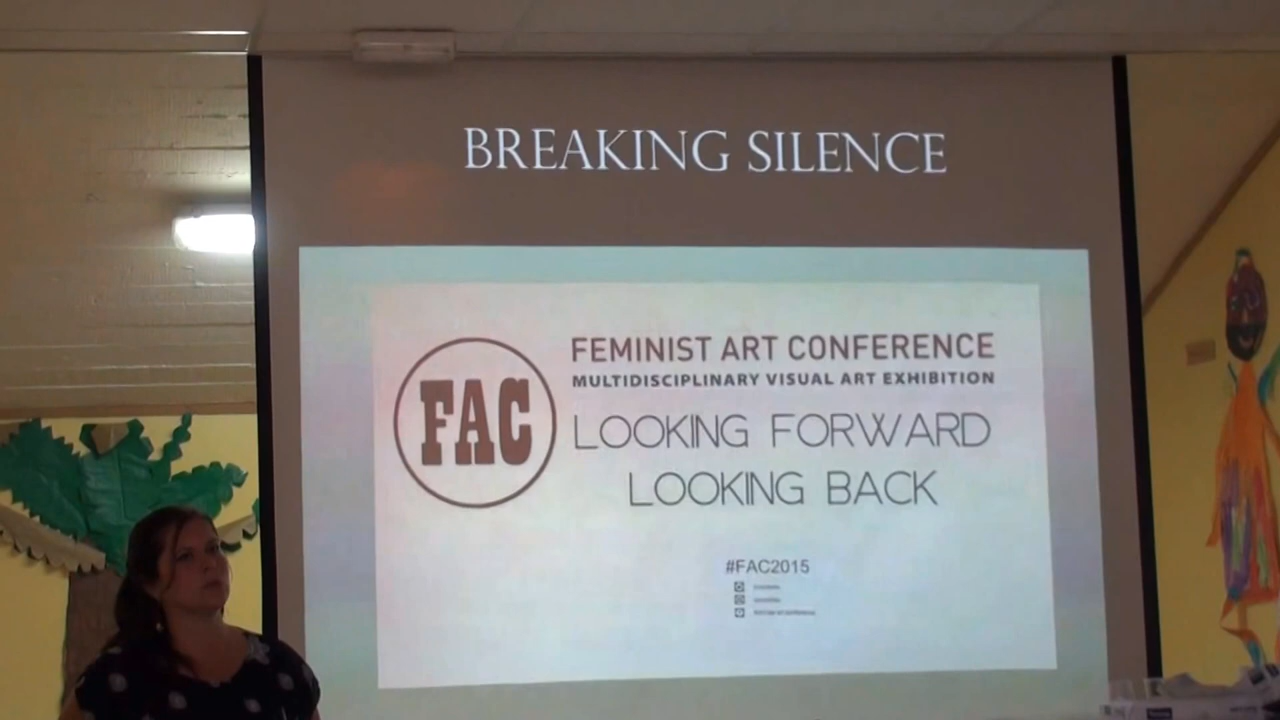 BREAKING SILENCE
FAC
FEMINIST ART CONFERENCE
MULTIDISCIPLINARY VISUAL ART EXHIBITION
LOOKING FORWARD
LOOKING BACK
#FAC2015